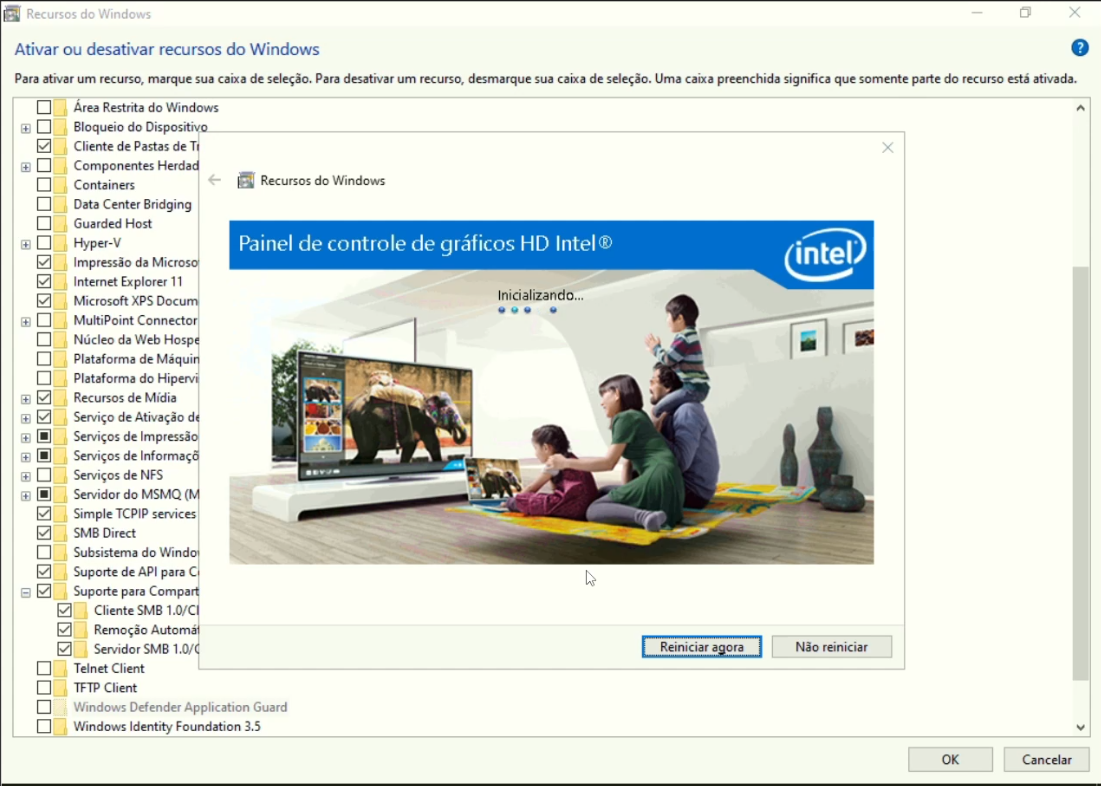 Recursos do Windows
Ativar ou desativar recursos do Windows
Para ativar um recurso, marque sua caixa de seleção. Para desativar um recurso, desmarque sua caixa de seleção. Uma caixa preenchida significa que somente parte do recurso está ativada.
Área Restrita do Windows
Bloqueio do Dispositivo
Cliente de Pastas de Tr
Componentes Herdad
Containers
Data Center Bridging
Guarded Host
Hyper-V
Impressão da Microso
Internet Explorer 11
Microsoft XPS Docum
MultiPoint Connector
Núcleo da Web Hospe
Plataforma de Máquin
Plataforma do Hipervi
Recursos de Mídia
Serviço de Ativação de
Serviços de Impressão
Serviços de Informaçõ
Serviços de NFS
Servidor do MSMQ (M
Simple TCPIP services
SMB Direct
Subsistema do Window
Suporte de API para C
Suporte para Compart
Cliente SMB 1.0/CI
Remoção Automát
Servidor SMB 1.0/C
Telnet Client
TFTP Client
Windows Defender Application Guard
Windows Identity Foundation 3.5
Recursos do Windows
Painel de controle de gráficos HD Intel®
intel
Inicializando...
Reiniciar agora
Não reiniciar
OK
Cancelar